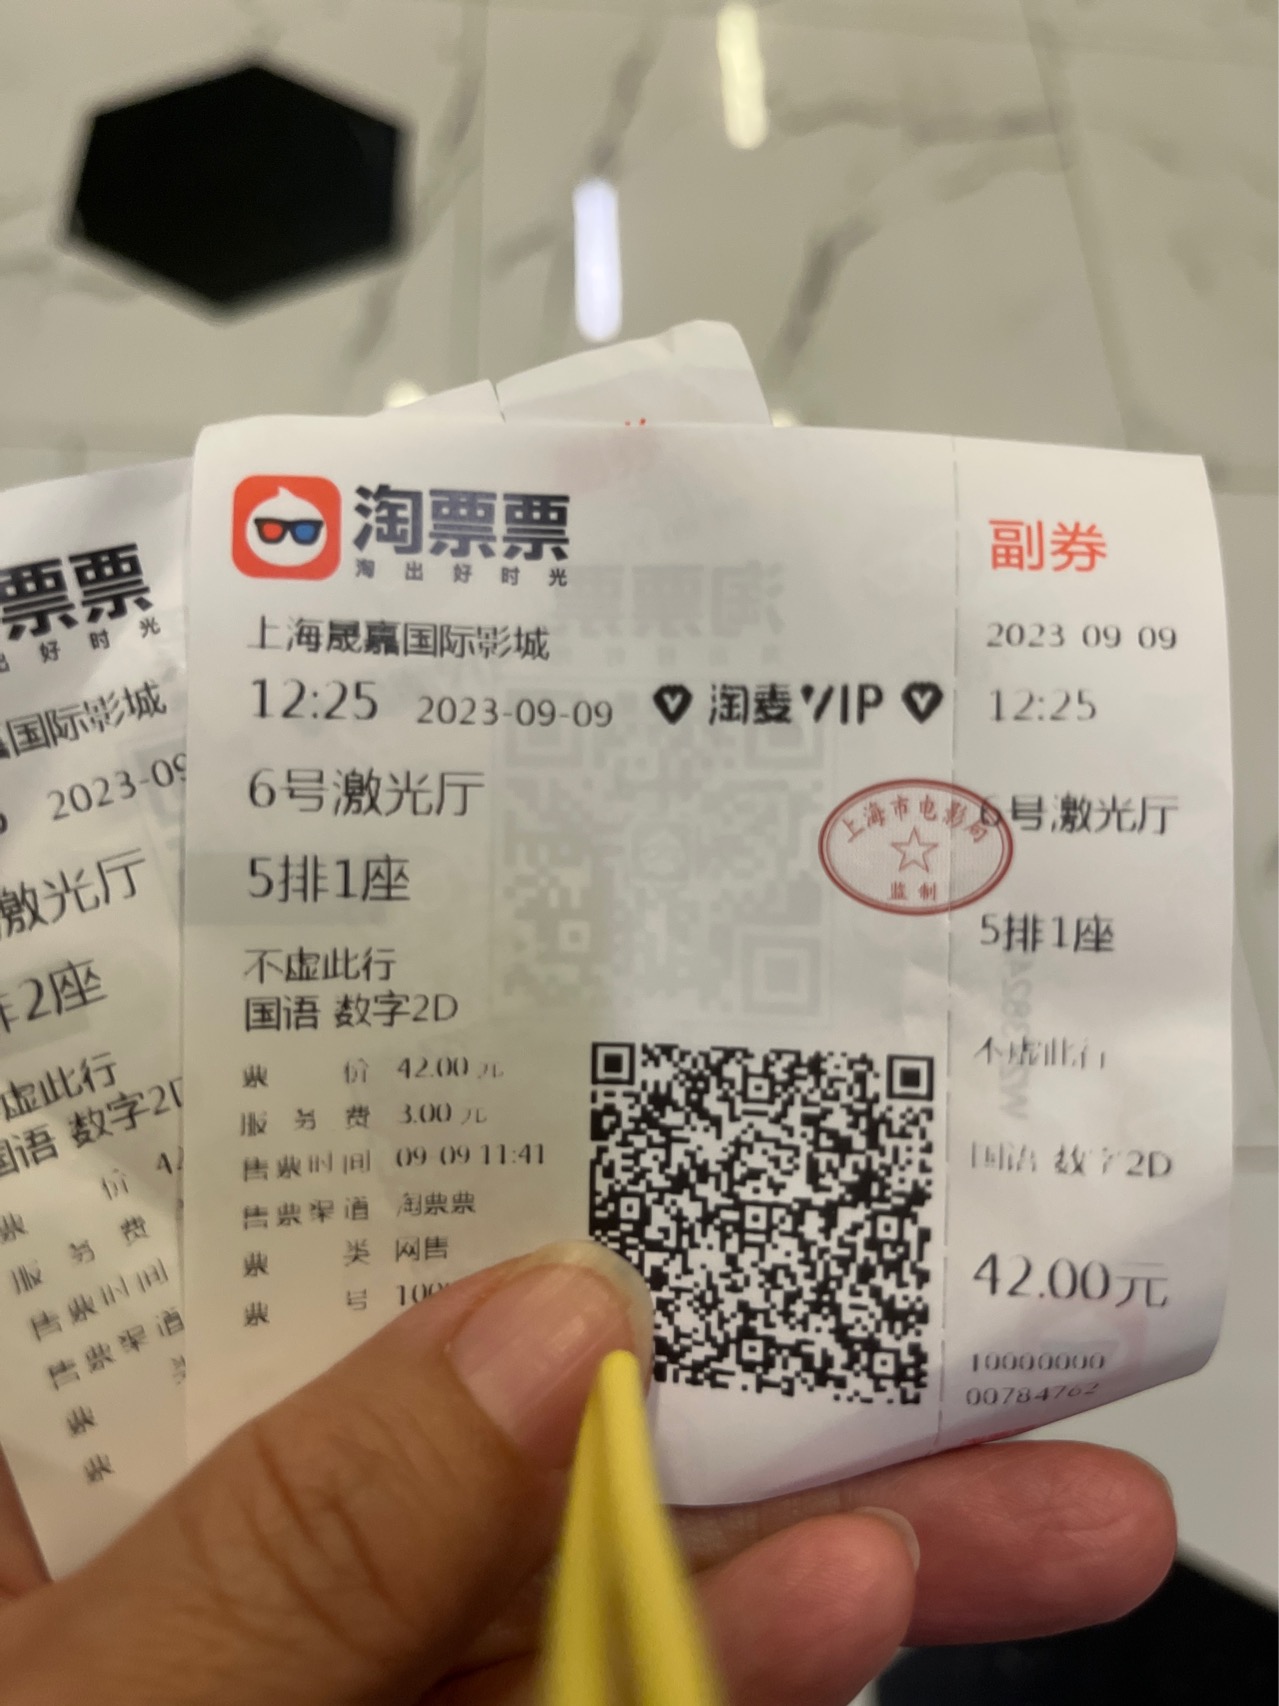 淘票票
淘出好时光
上海晟嘉国际影城
12:25 2023-09-09 淘麦VIP
6号激光厅
5排1座
不虚此行
国语 数字2D
票价 42.00元
服务费 3.00元
售票时间 09-09 11:41
售票渠道 淘票票
票类 网售
票号 100
上海市电影局
监制
副券
2023 09 09
12:25
6号激光厅
5排1座
不虚此行
国语 数字2D
42.00元
10000000
00784762
票票
出好时光
国际影城
2023-09
激光厅
2座
虚此行
国语 数字2D
票价 4
服务费
售票时间
售票渠道
票类
票